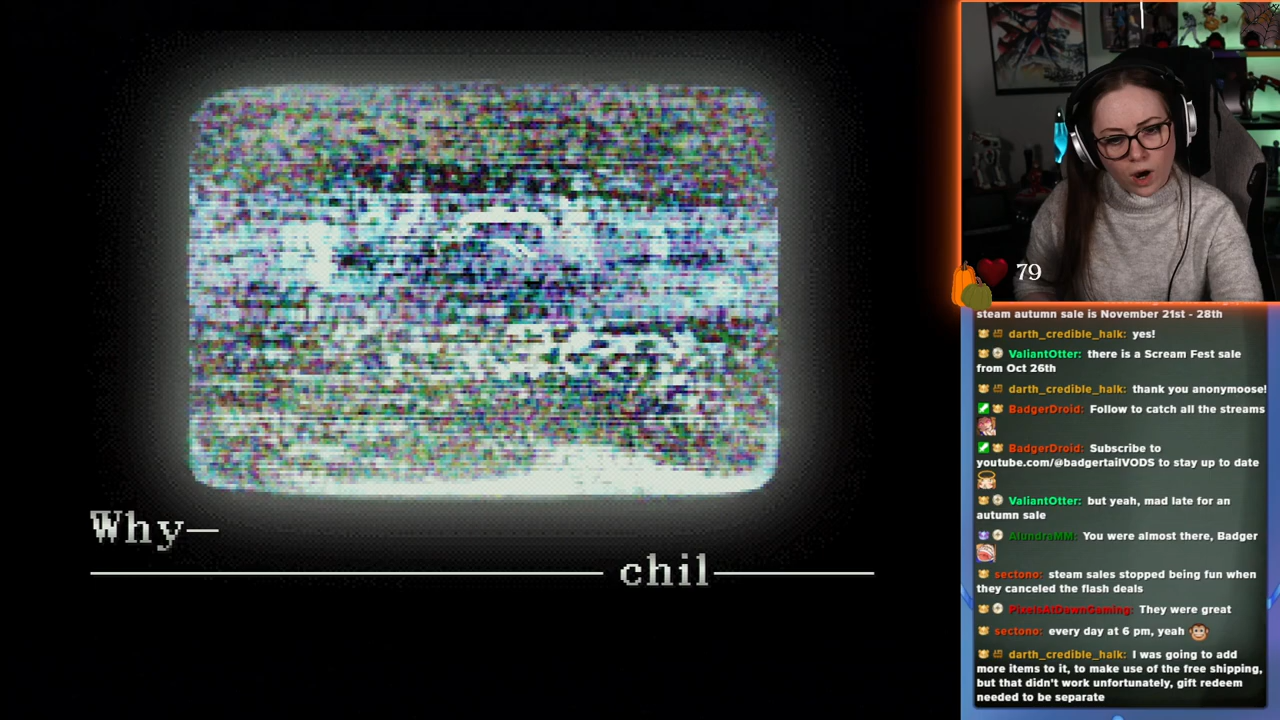 Why—
chil
79
steam autumn sale is November 21st - 28th
darth_credible_halk: yes!
ValiantOtter: there is a Scream Fest sale
from Oct 26th
darth_credible_halk: thank you anonymoose!
BadgerDroid: Follow to catch all the streams
BadgerDroid: Subscribe to
youtube.com/@badgertailVODS to stay up to date
ValiantOtter: but yeah, mad late for an
autumn sale
AlundraMM: You were almost there, Badger
sectono: steam sales stopped being fun when
they canceled the flash deals
PixelsAtDawnGaming: They were great
sectono: every day at 6 pm, yeah
darth_credible_halk: I was going to add
more items to it, to make use of the free shipping,
but that didn't work unfortunately, gift redeem
needed to be separate